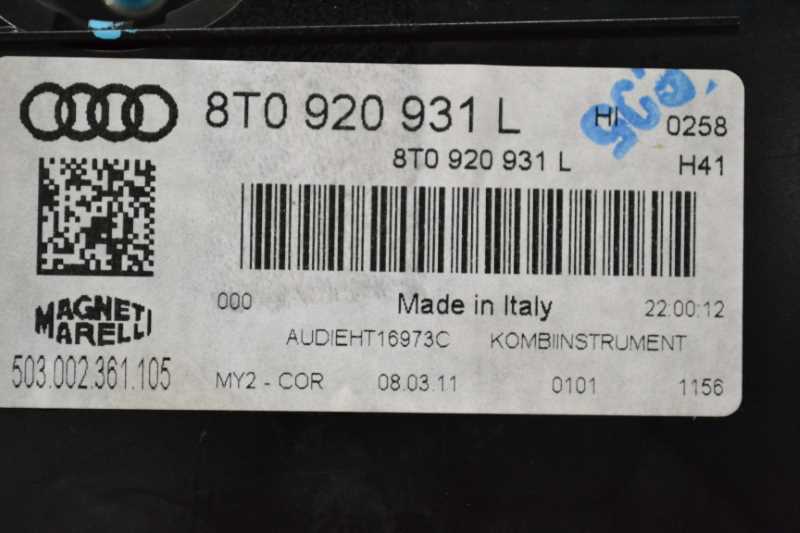 8T0 920 931 L HI 0258
8T0 920 931 L H41
000 Made in Italy 22:00:12
MAGNETI
MARELLI
AUDIEHT16973C KOMBIINSTRUMENT
503.002.361.105
MY2 - COR 08.03.11 0101 1156